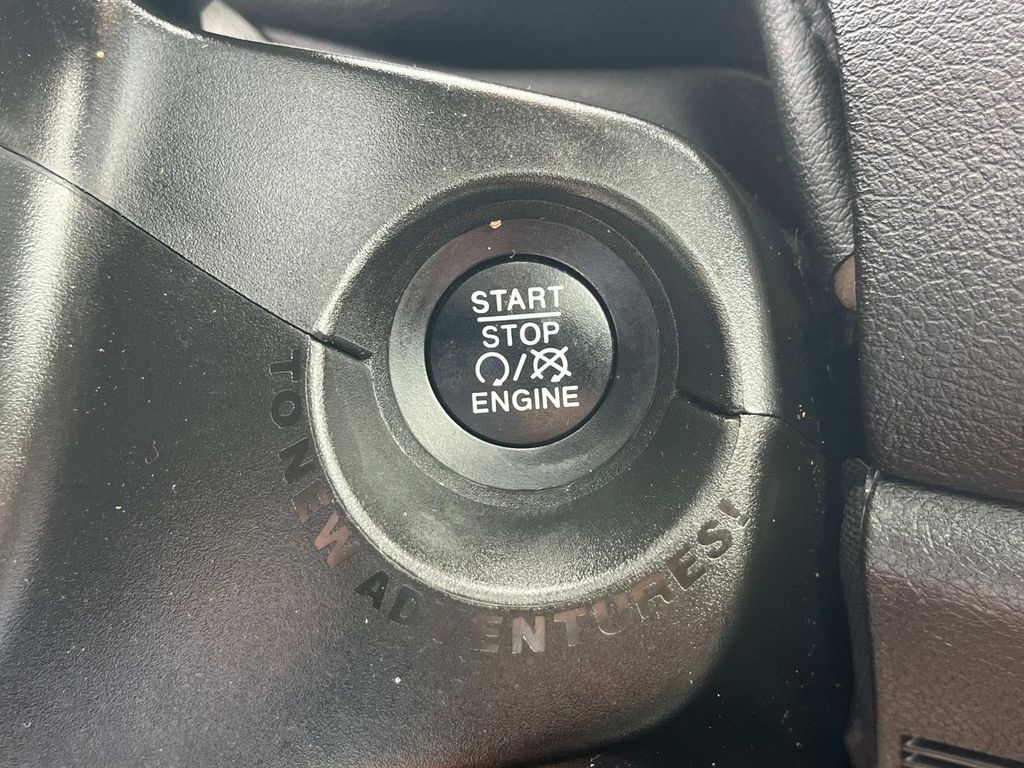 START
STOP
/
ENGINE
TO NEW ADVENTURES!